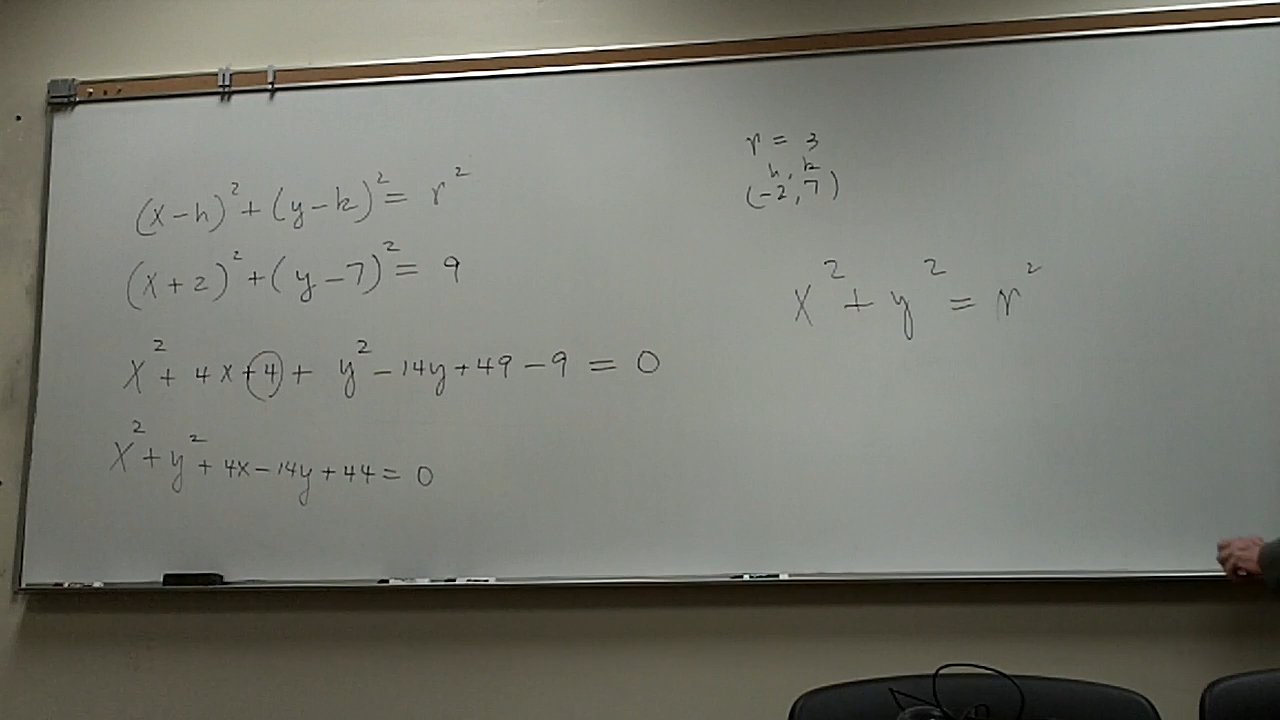 (x-h)²+(y-k)²=r²
(x+2)²+(y-7)²=9
x²+4x+4+y²-14y+49-9=0
x²+y²+4x-14y+44=0
r=3
h,k
(-2,7)
x²+y²=r²